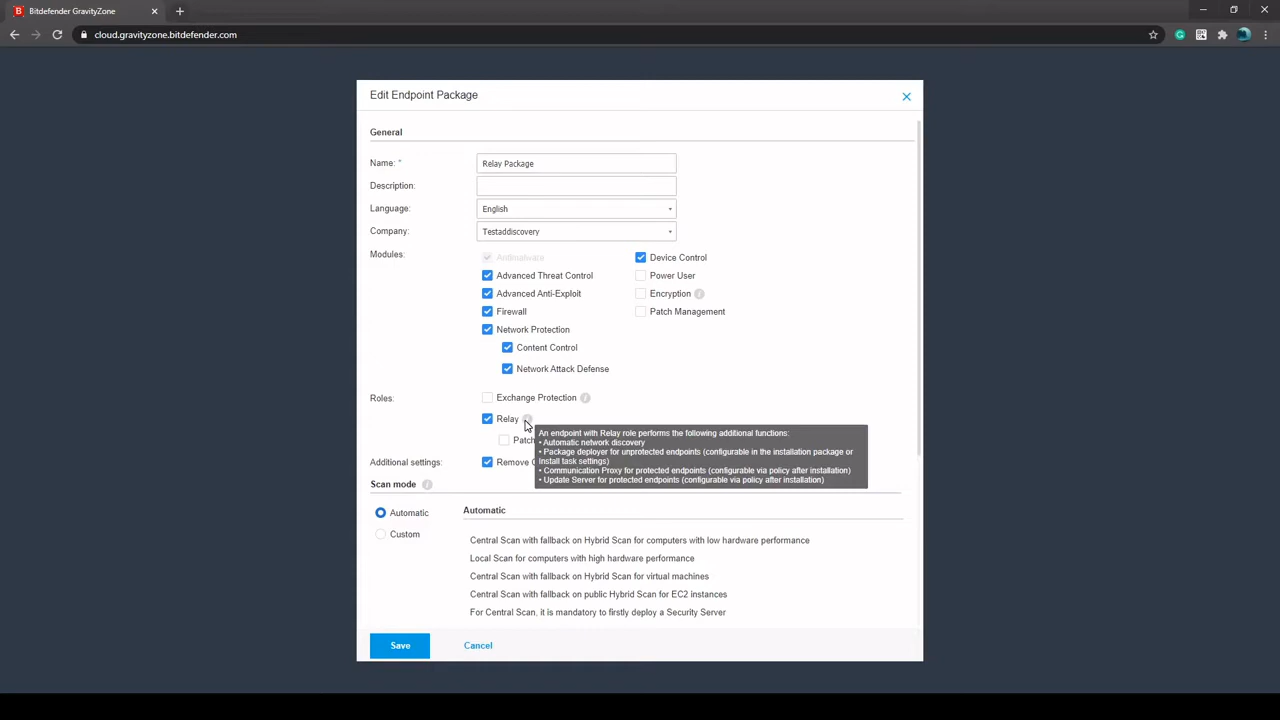 Bitdefender GravityZone
cloud.gravityzone.bitdefender.com
Edit Endpoint Package
General
Name: *
Relay Package
Description:
Language:
English
Company:
Testaddiscovery
Modules:
Antimalware
Device Control
Advanced Threat Control
Power User
Advanced Anti-Exploit
Encryption
Firewall
Patch Management
Network Protection
Content Control
Network Attack Defense
Roles:
Exchange Protection
Relay
An endpoint with Relay role performs the following additional functions:
• Automatic network discovery
• Package deployer for unprotected endpoints (configurable in the installation package or
Install task settings)
• Communication Proxy for protected endpoints (configurable via policy after installation)
• Update Server for protected endpoints (configurable via policy after installation)
Patch
Additional settings:
Remove
Scan mode
Automatic
Custom
Automatic
Central Scan with fallback on Hybrid Scan for computers with low hardware performance
Local Scan for computers with high hardware performance
Central Scan with fallback on Hybrid Scan for virtual machines
Central Scan with fallback on public Hybrid Scan for EC2 instances
For Central Scan, it is mandatory to firstly deploy a Security Server
Save
Cancel